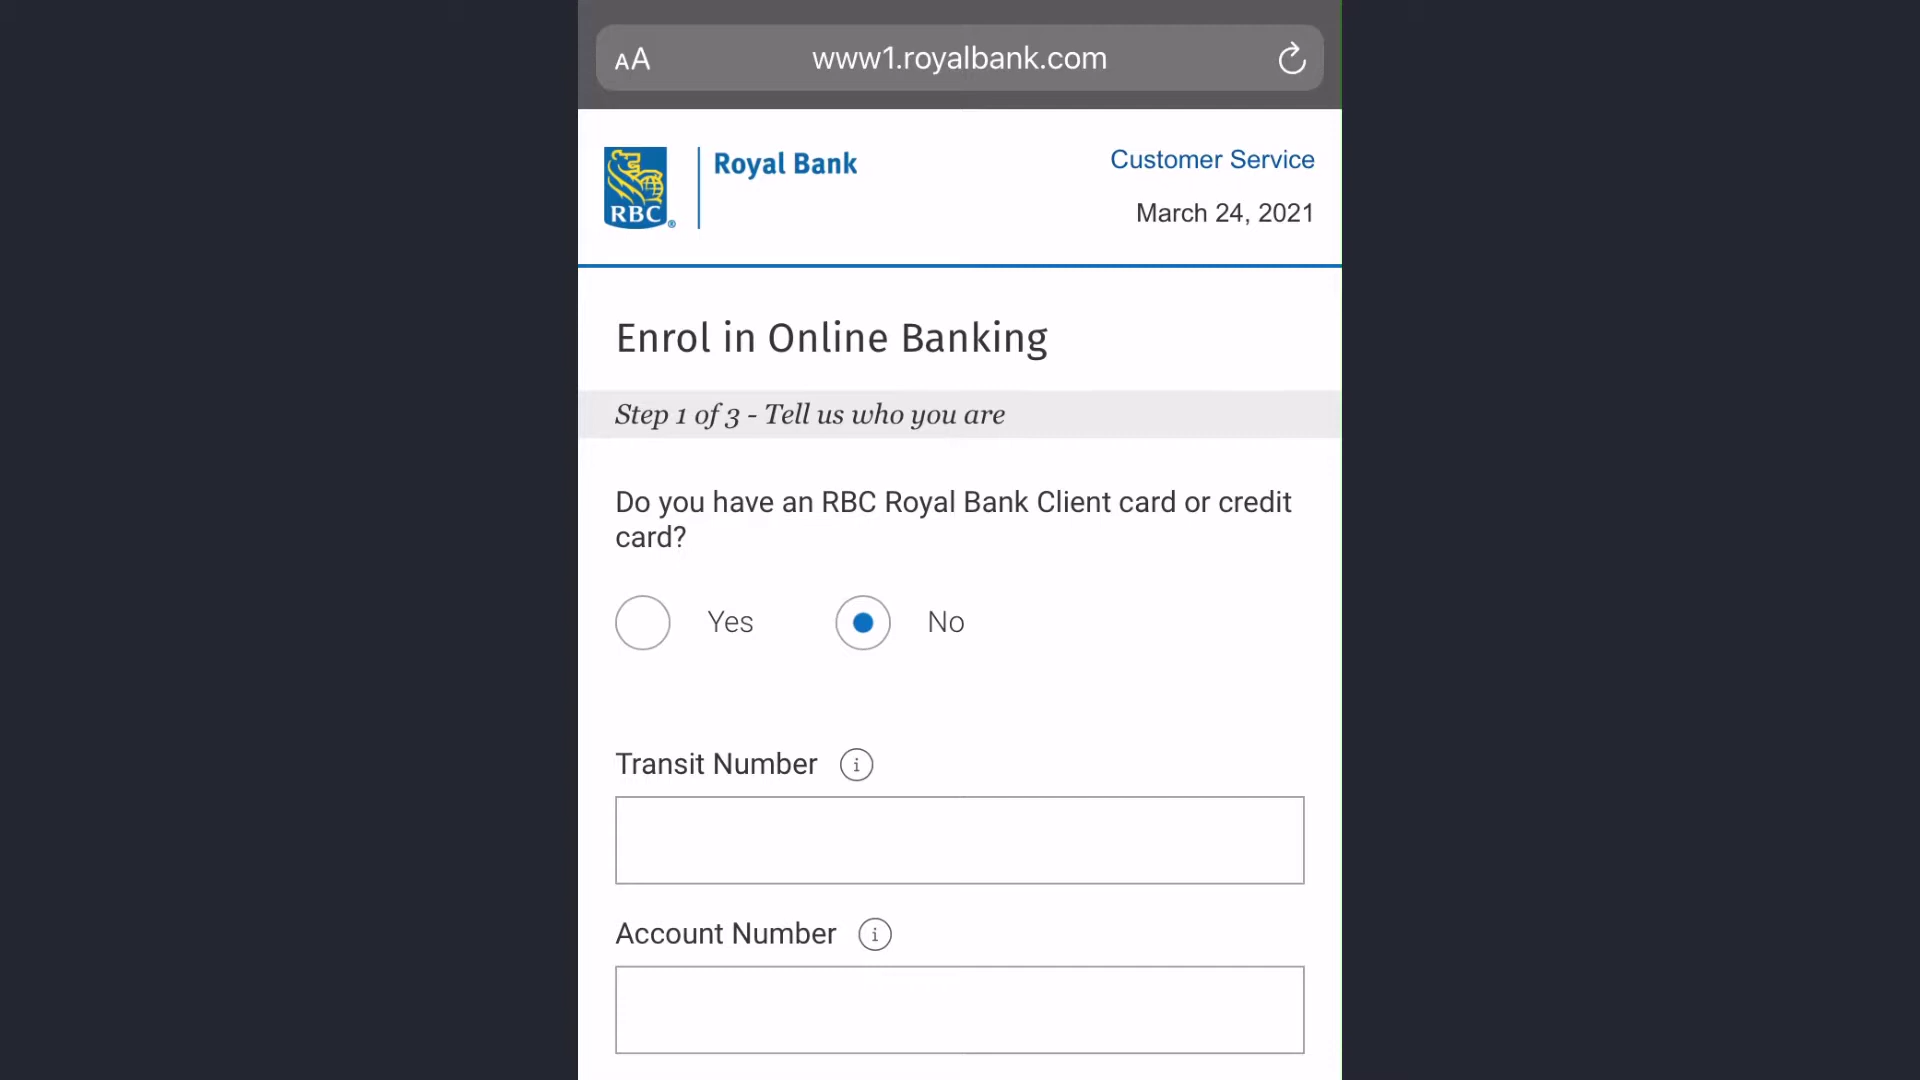 AA www1.royalbank.com
RBC® Royal Bank Customer Service
March 24, 2021
Enrol in Online Banking
Step 1 of 3 - Tell us who you are
Do you have an RBC Royal Bank Client card or credit
card?
Yes No
Transit Number i
Account Number i